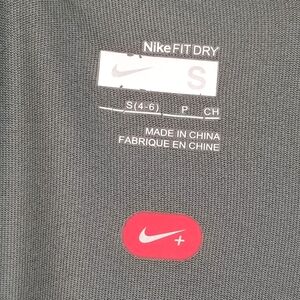 Nike FIT DRY
S
S(4-6) P CH
MADE IN CHINA
FABRIQUE EN CHINE
+